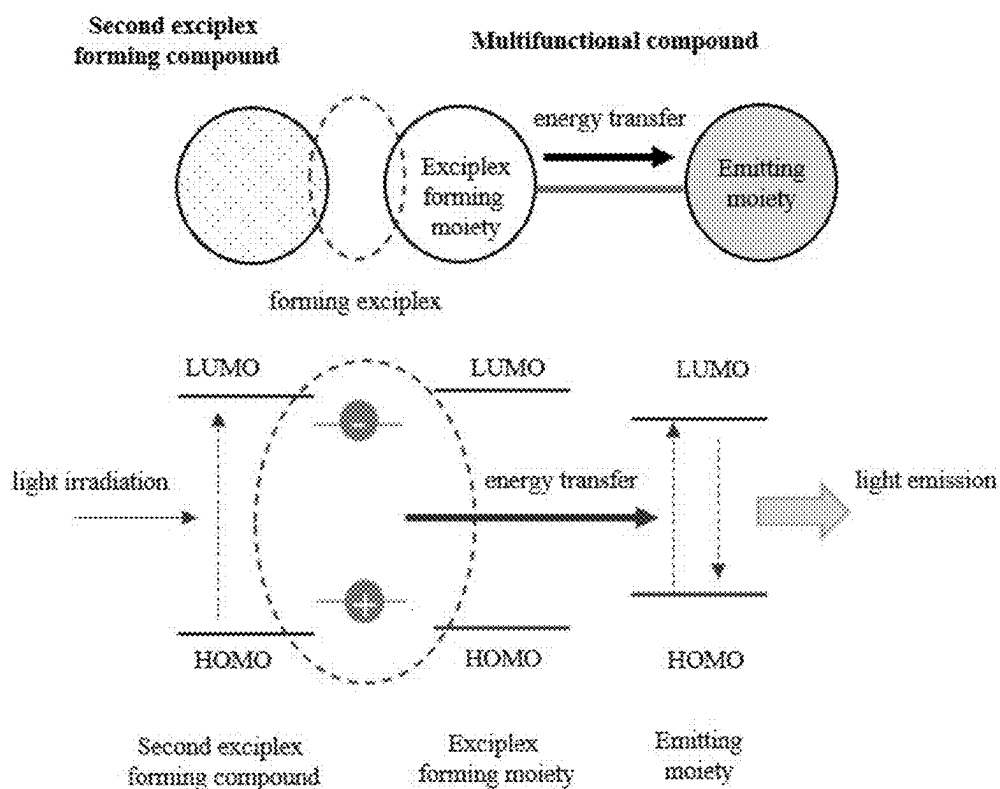 Second exciplex
forming compound
Multifunctional compound
energy transfer
Exciplex
forming
moiety
Emitting
moiety
forming exciplex
LUMO
LUMO
LUMO
-
light irradiation
energy transfer
light emission
+
HOMO
HOMO
HOMO
Second exciplex
forming compound
Exciplex
forming moiety
Emitting
moiety